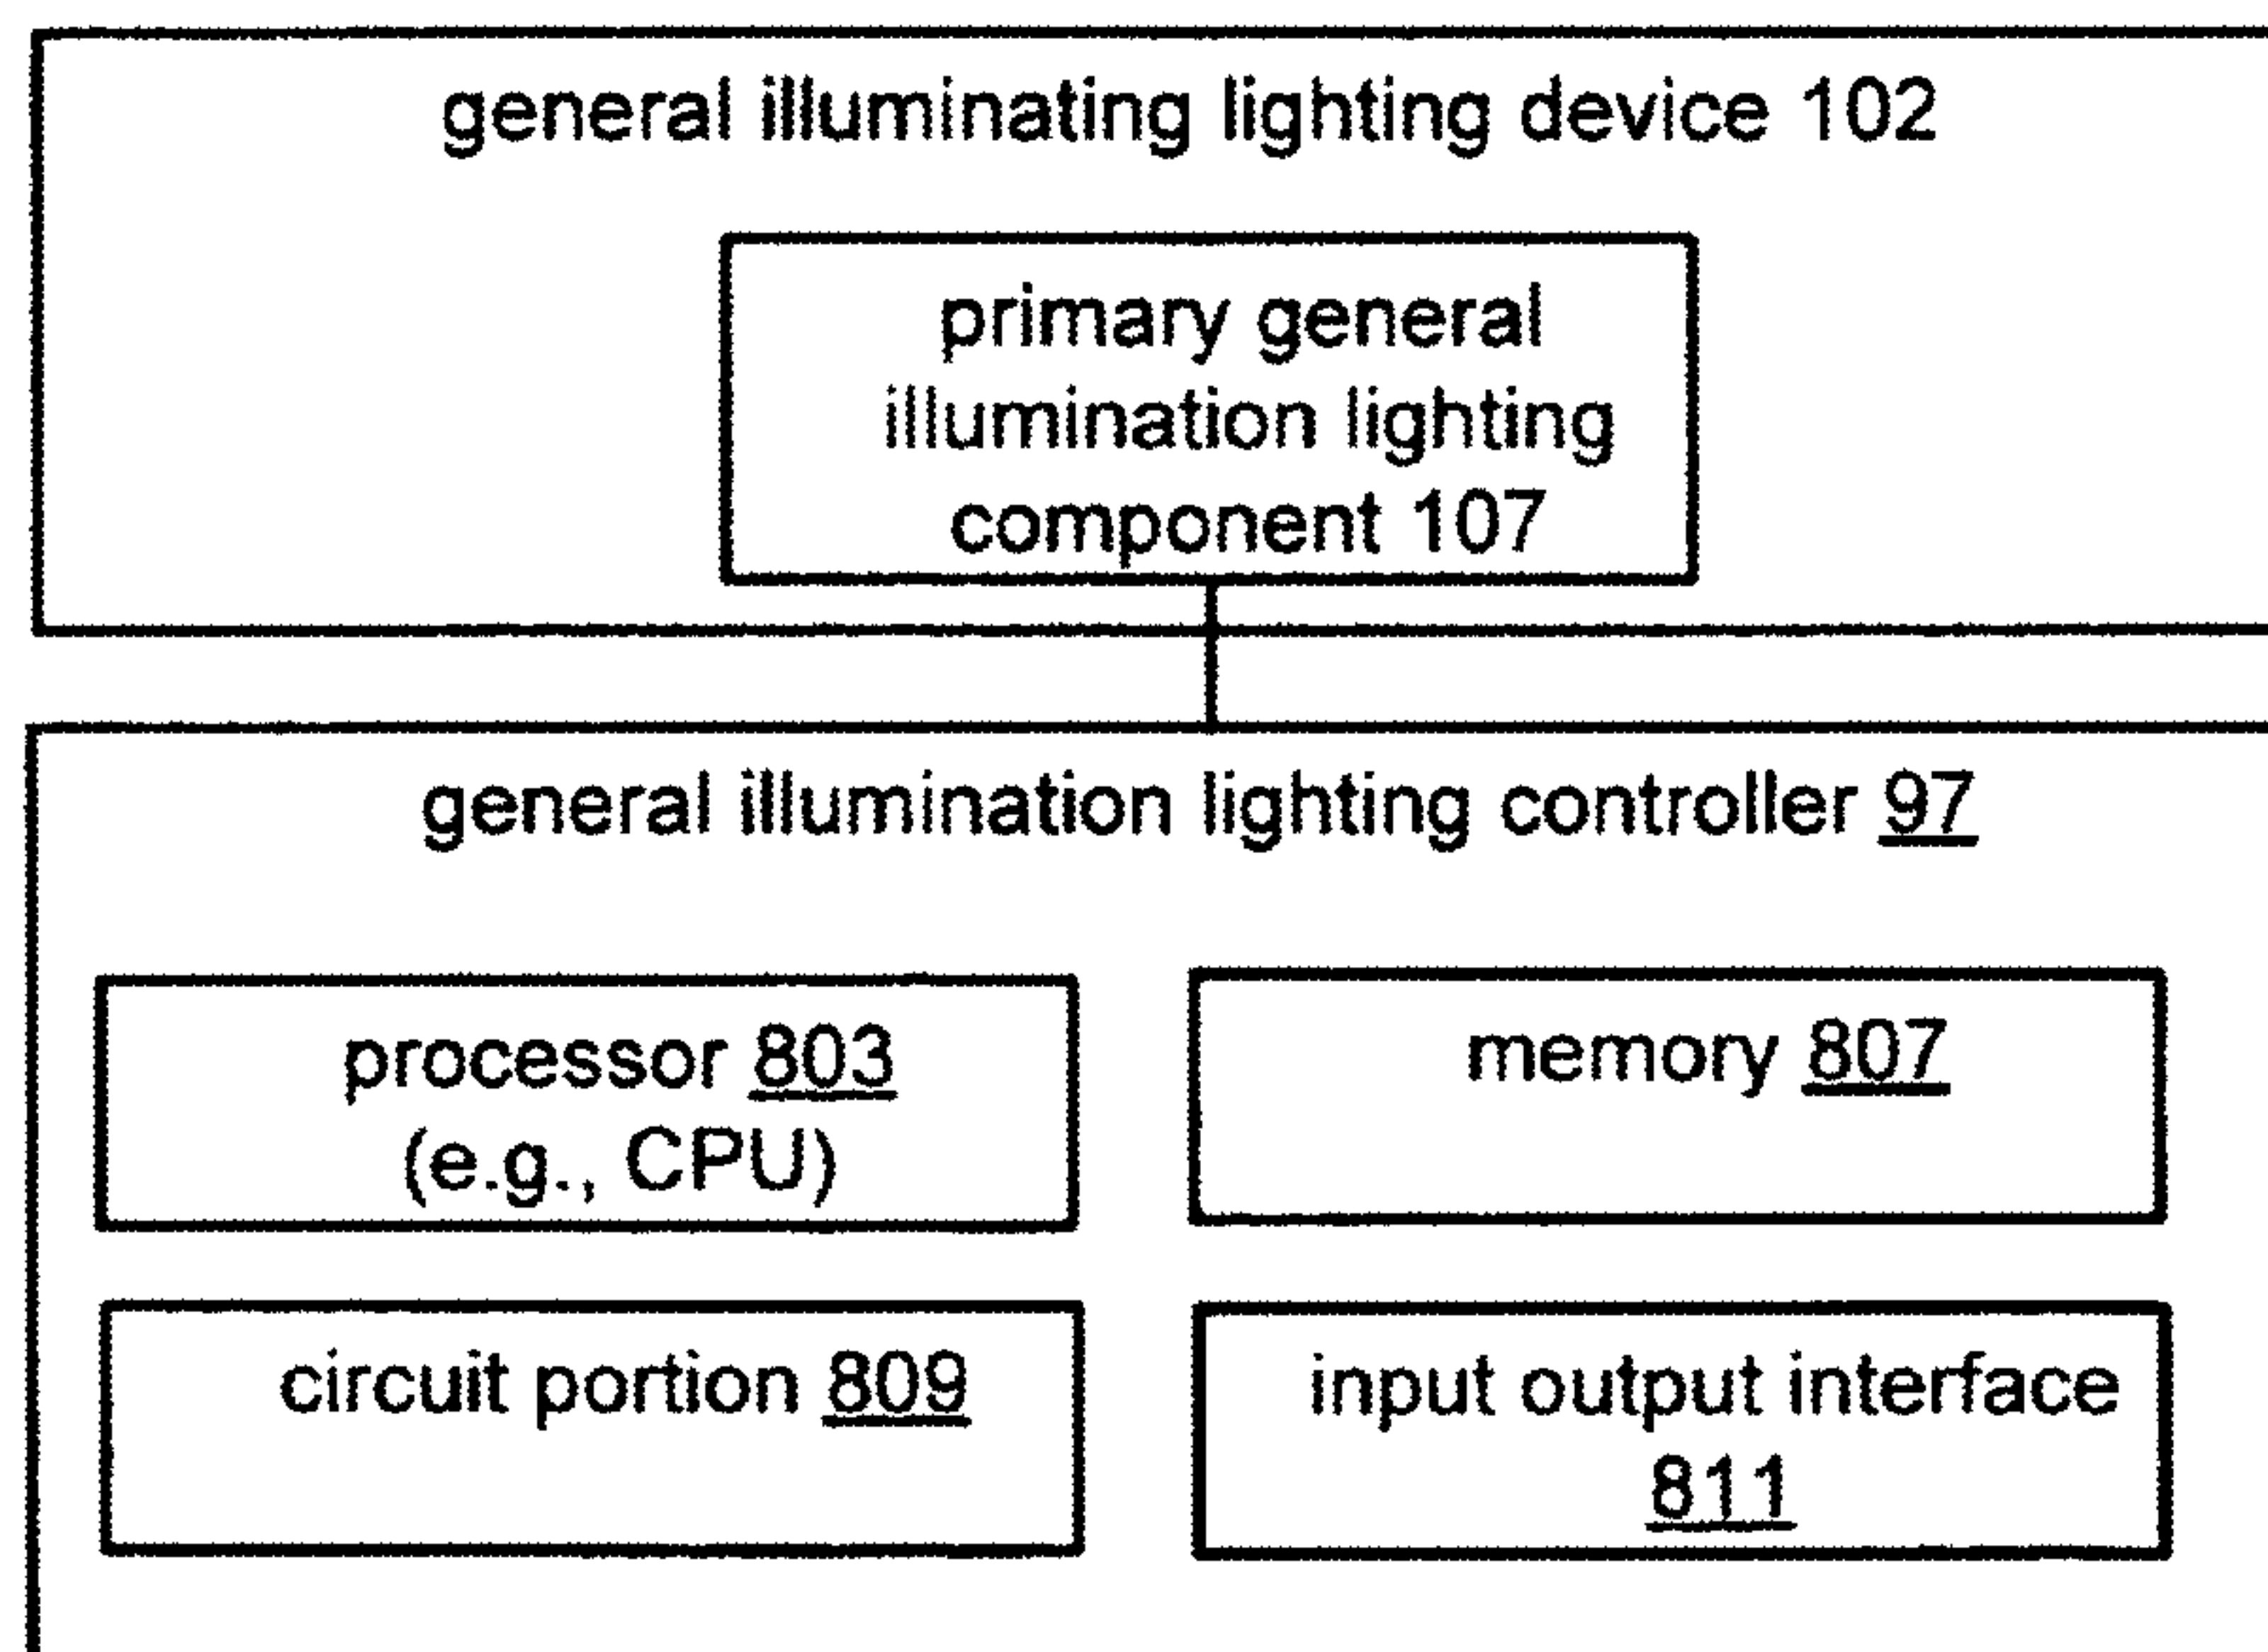 general illuminating lighting device 102
primary general
illumination lighting
component 107
general illumination lighting controller 97
processor 803
(e.g., CPU)
memory 807
circuit portion 809
input output interface
811